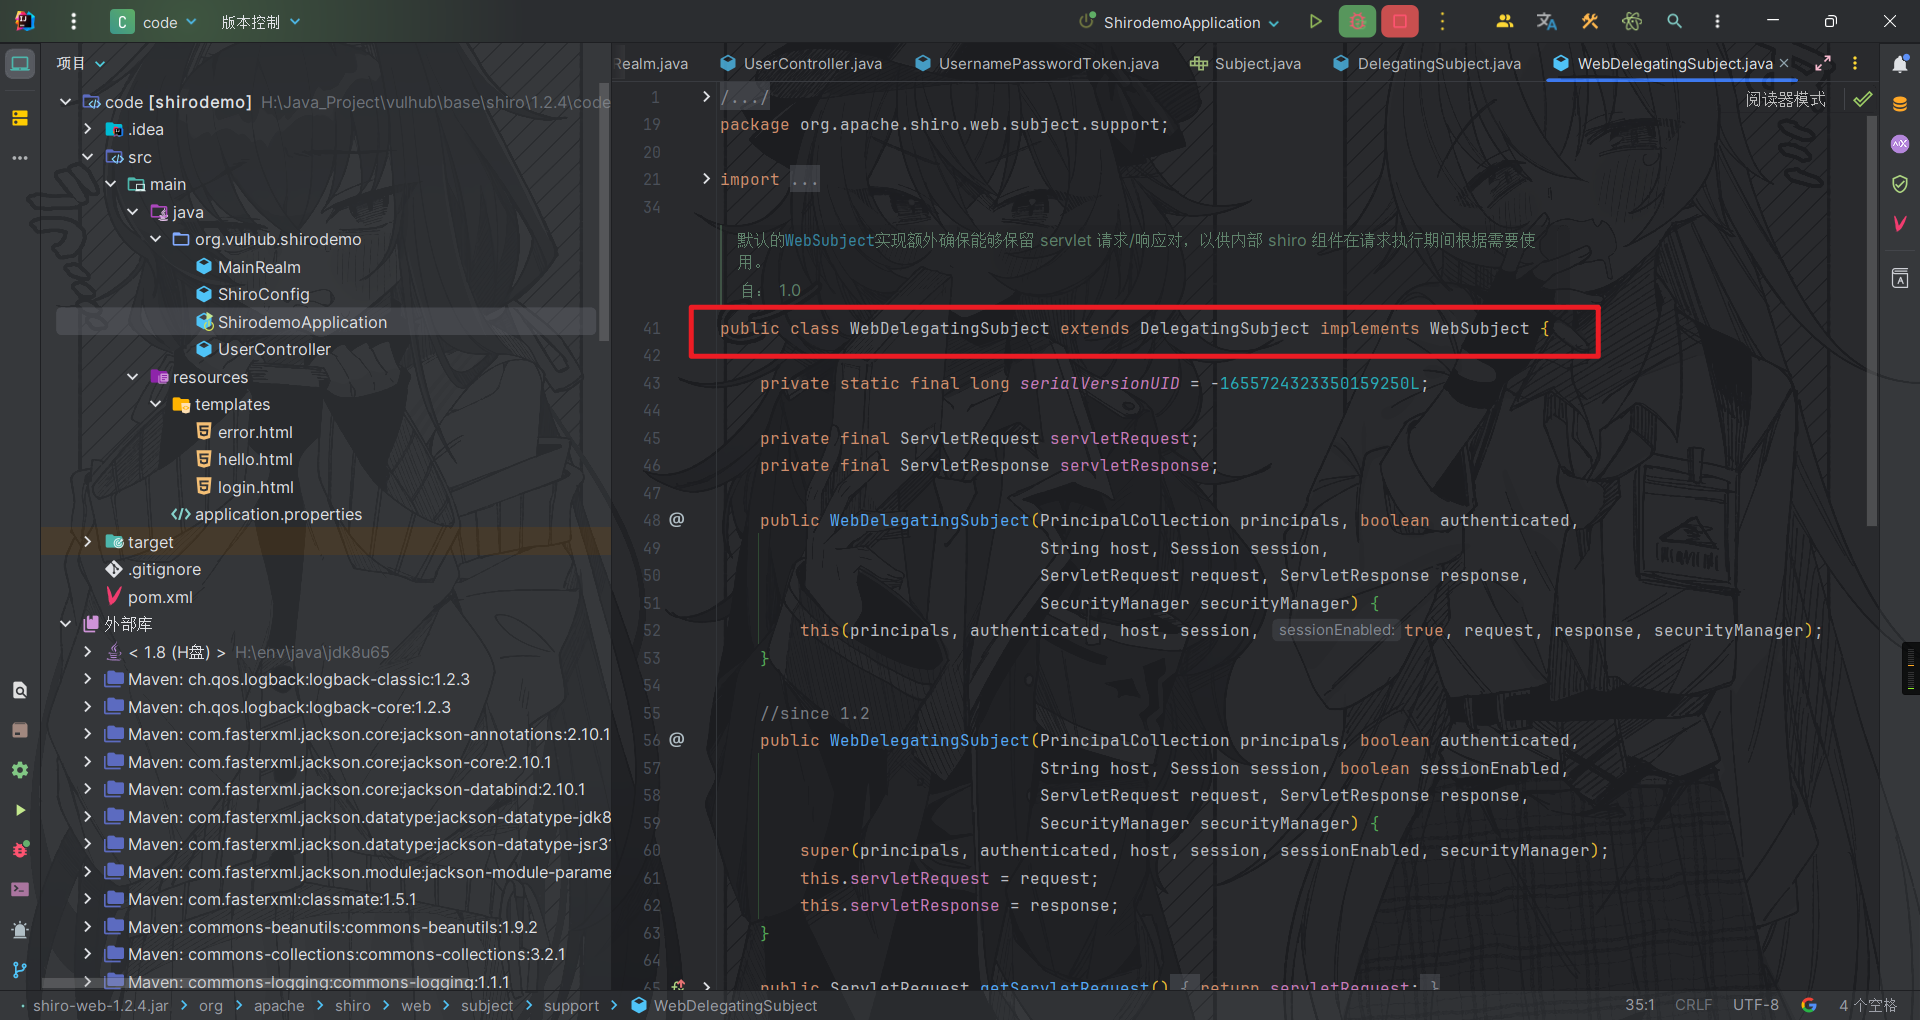 C code 版本控制 ShirodemoApplication
项目
Realm.java UserController.java UsernamePasswordToken.java Subject.java DelegatingSubject.java WebDelegatingSubject.java
code [shirodemo] H:\Java_Project\vulhub\base\shiro\1.2.4\code
.idea
src
main
java
org.vulhub.shirodemo
MainRealm
ShiroConfig
ShirodemoApplication
UserController
resources
templates
error.html
hello.html
login.html
application.properties
target
.gitignore
pom.xml
外部库
< 1.8 (H盘) > H:\env\java\jdk8u65
Maven: ch.qos.logback:logback-classic:1.2.3
Maven: ch.qos.logback:logback-core:1.2.3
Maven: com.fasterxml.jackson.core:jackson-annotations:2.10.1
Maven: com.fasterxml.jackson.core:jackson-core:2.10.1
Maven: com.fasterxml.jackson.core:jackson-databind:2.10.1
Maven: com.fasterxml.jackson.datatype:jackson-datatype-jdk8
Maven: com.fasterxml.jackson.datatype:jackson-datatype-jsr31
Maven: com.fasterxml.jackson.module:jackson-module-parame
Maven: com.fasterxml:classmate:1.5.1
Maven: commons-beanutils:commons-beanutils:1.9.2
Maven: commons-collections:commons-collections:3.2.1
Maven: commons-logging:commons-logging:1.1.1
阅读器模式
1 /.../
19 package org.apache.shiro.web.subject.support;
20
21 import ...
34
默认的WebSubject实现额外确保能够保留 servlet 请求/响应对，以供内部 shiro 组件在请求执行期间根据需要使
用。
自： 1.0
41 public class WebDelegatingSubject extends DelegatingSubject implements WebSubject {
42
43 private static final long serialVersionUID = -1655724323350159250L;
44
45 private final ServletRequest servletRequest;
46 private final ServletResponse servletResponse;
47
48 @ public WebDelegatingSubject(PrincipalCollection principals, boolean authenticated,
49 String host, Session session,
50 ServletRequest request, ServletResponse response,
51 SecurityManager securityManager) {
52 this(principals, authenticated, host, session, sessionEnabled: true, request, response, securityManager);
53 }
54
55 //since 1.2
56 @ public WebDelegatingSubject(PrincipalCollection principals, boolean authenticated,
57 String host, Session session, boolean sessionEnabled,
58 ServletRequest request, ServletResponse response,
59 SecurityManager securityManager) {
60 super(principals, authenticated, host, session, sessionEnabled, securityManager);
61 this.servletRequest = request;
62 this.servletResponse = response;
63 }
64
65 public ServletRequest getServletRequest() { return servletRequest; }
shiro-web-1.2.4.jar > org > apache > shiro > web > subject > support > WebDelegatingSubject 35:1 CRLF UTF-8 4 个空格